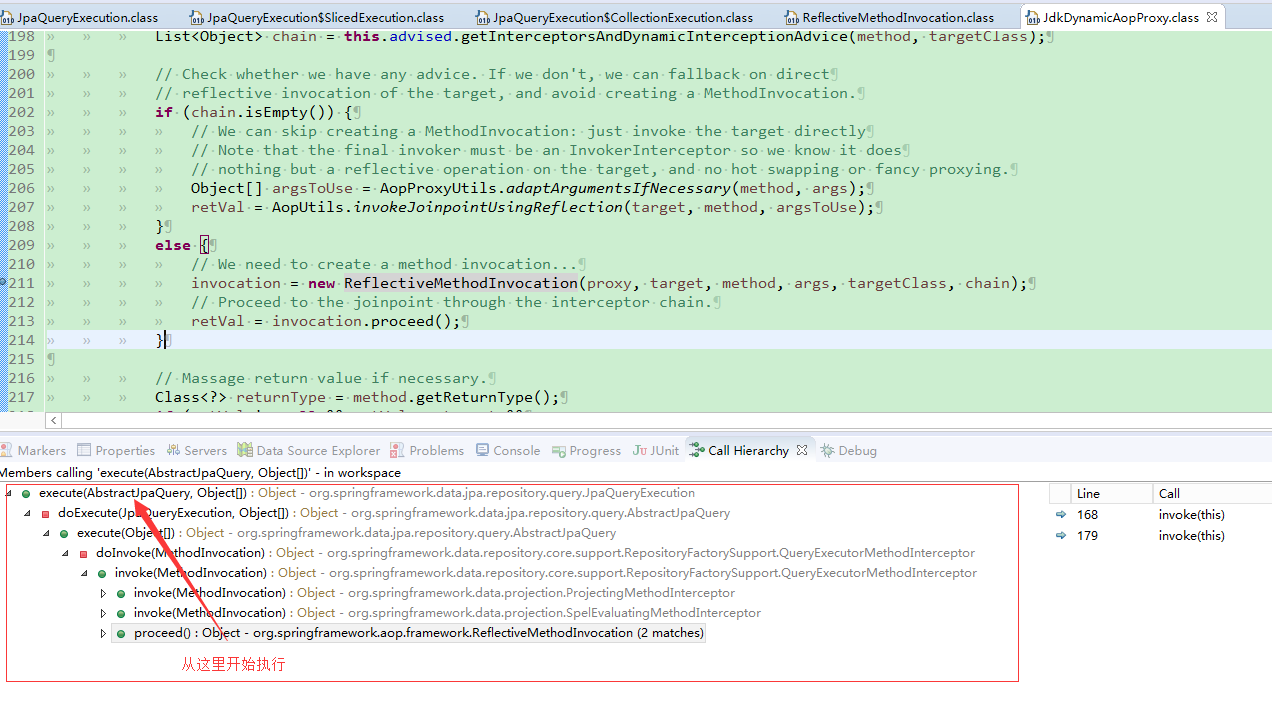 JpaQueryExecution.class JpaQueryExecution$SlicedExecution.class JpaQueryExecution$CollectionExecution.class ReflectiveMethodInvocation.class JdkDynamicAopProxy.class
198 List<Object> chain = this.advised.getInterceptorsAndDynamicInterceptionAdvice(method, targetClass);
199
200 // Check whether we have any advice. If we don't, we can fallback on direct
201 // reflective invocation of the target, and avoid creating a MethodInvocation.
202 if (chain.isEmpty()) {
203 // We can skip creating a MethodInvocation: just invoke the target directly
204 // Note that the final invoker must be an InvokerInterceptor so we know it does
205 // nothing but a reflective operation on the target, and no hot swapping or fancy proxying.
206 Object[] argsToUse = AopProxyUtils.adaptArgumentsIfNecessary(method, args);
207 retVal = AopUtils.invokeJoinpointUsingReflection(target, method, argsToUse);
208 }
209 else {
210 // We need to create a method invocation...
211 invocation = new ReflectiveMethodInvocation(proxy, target, method, args, targetClass, chain);
212 // Proceed to the joinpoint through the interceptor chain.
213 retVal = invocation.proceed();
214 }
215
216 // Massage return value if necessary.
217 Class<?> returnType = method.getReturnType();
Markers Properties Servers Data Source Explorer Problems Console Progress JUnit Call Hierarchy Debug
Members calling 'execute(AbstractJpaQuery, Object[])' - in workspace
execute(AbstractJpaQuery, Object[]) : Object - org.springframework.data.jpa.repository.query.JpaQueryExecution
doExecute(JpaQueryExecution, Object[]) : Object - org.springframework.data.jpa.repository.query.AbstractJpaQuery
execute(Object[]) : Object - org.springframework.data.jpa.repository.query.AbstractJpaQuery
doInvoke(MethodInvocation) : Object - org.springframework.data.repository.core.support.RepositoryFactorySupport.QueryExecutorMethodInterceptor
invoke(MethodInvocation) : Object - org.springframework.data.repository.core.support.RepositoryFactorySupport.QueryExecutorMethodInterceptor
invoke(MethodInvocation) : Object - org.springframework.data.projection.ProjectingMethodInterceptor
invoke(MethodInvocation) : Object - org.springframework.data.projection.SpelEvaluatingMethodInterceptor
proceed() : Object - org.springframework.aop.framework.ReflectiveMethodInvocation (2 matches)
从这里开始执行
Line Call
168 invoke(this)
179 invoke(this)